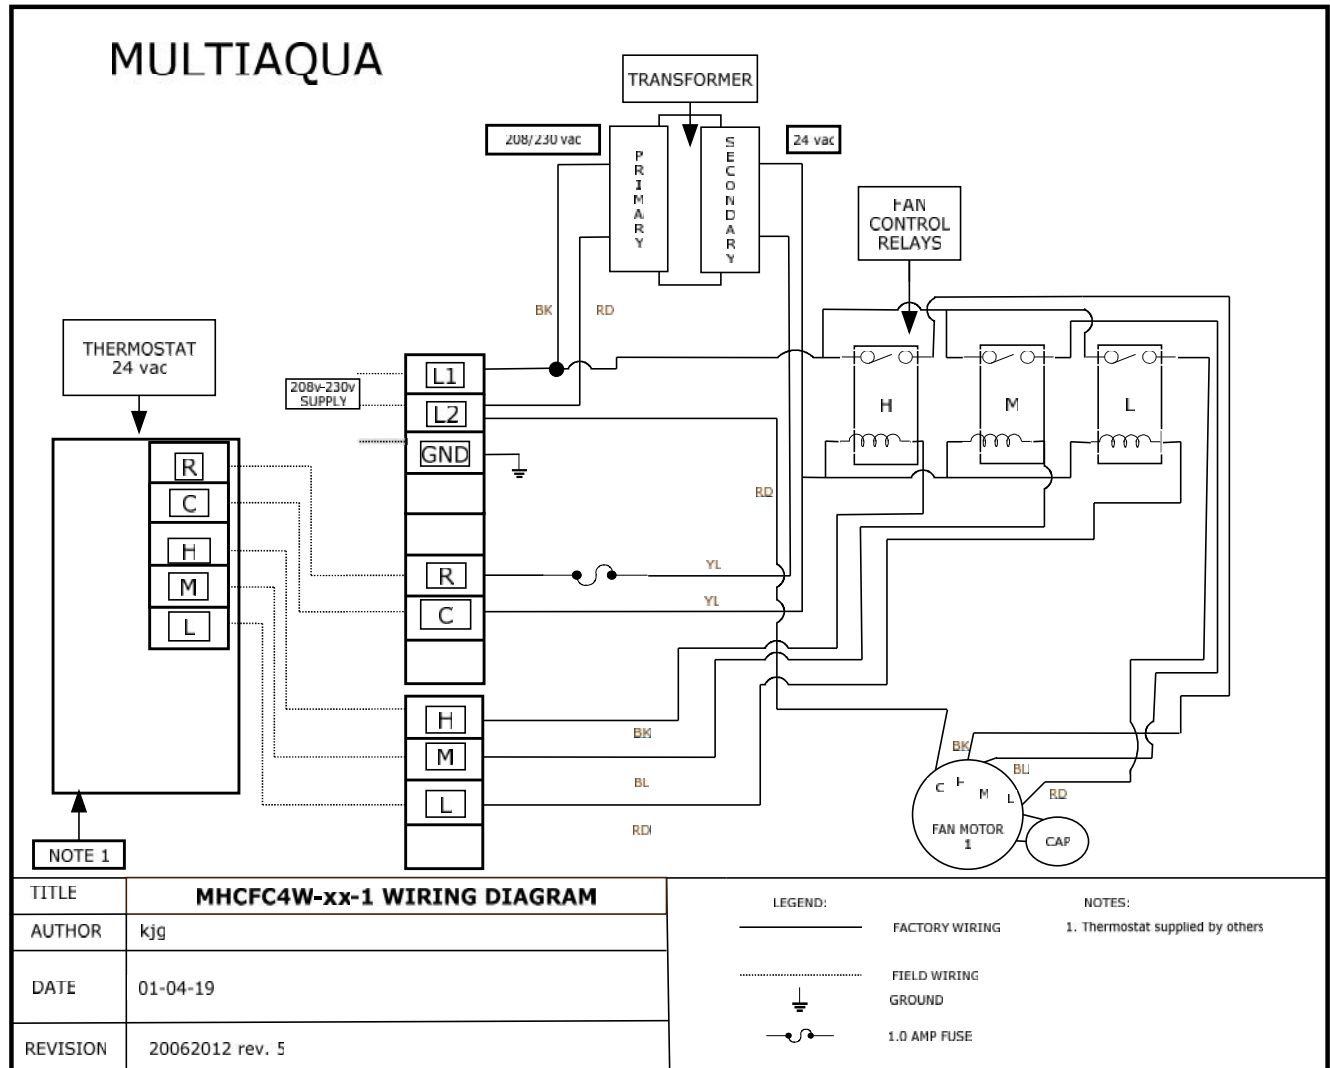 MULTIAQUA
TRANSFORMER
208/230 vac
24 vac
PRIMARY
SECONDARY
FAN
CONTROL
RELAYS
BK
RD
THERMOSTAT
24 vac
208v-230v
SUPPLY
L1
L2
GND
H
M
L
R
C
H
M
L
RD
R
YL
C
YL
H
BK
M
BL
L
RD
BK
BL
RD
C
H
M
L
FAN MOTOR
1
CAP
NOTE 1
TITLE
MHCFC4W-xx-1 WIRING DIAGRAM
AUTHOR
kjg
DATE
01-04-19
REVISION
20062012 rev. 5
LEGEND:
FACTORY WIRING
FIELD WIRING
GROUND
1.0 AMP FUSE
NOTES:
1. Thermostat supplied by others